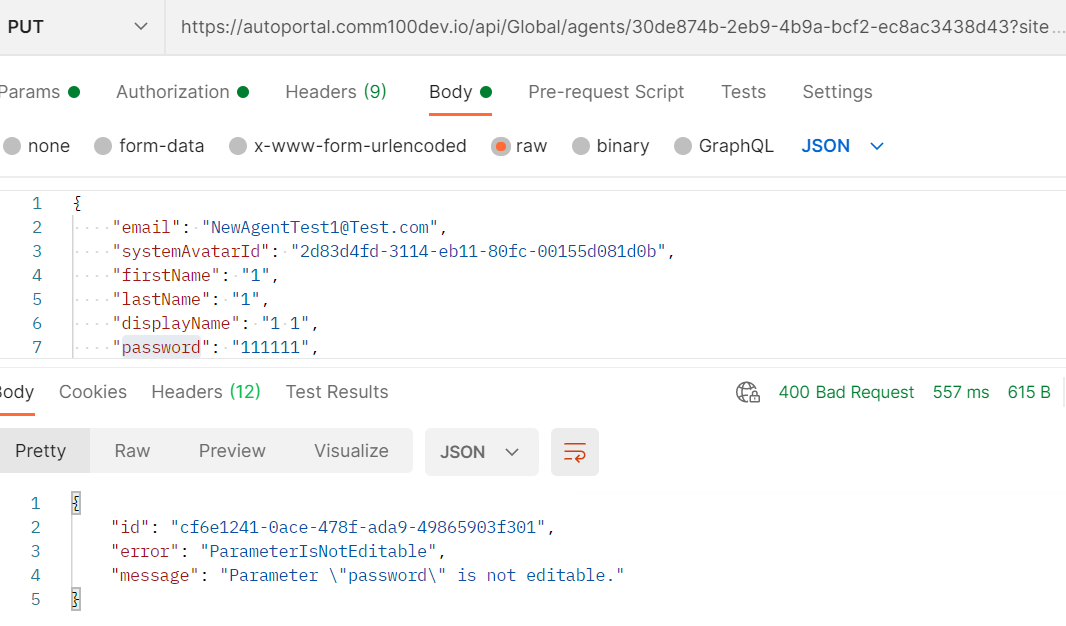 PUT https://autoportal.comm100dev.io/api/Global/agents/30de874b-2eb9-4b9a-bcf2-ec8ac3438d43?site...
Params Authorization Headers (9) Body Pre-request Script Tests Settings
none form-data x-www-form-urlencoded raw binary GraphQL JSON
1 {
2 "email": "NewAgentTest1@Test.com",
3 "systemAvatarId": "2d83d4fd-3114-eb11-80fc-00155d081d0b",
4 "firstName": "1",
5 "lastName": "1",
6 "displayName": "1 1",
7 "password": "111111",
Body Cookies Headers (12) Test Results 400 Bad Request 557 ms 615 B
Pretty Raw Preview Visualize JSON
1 {
2 "id": "cf6e1241-0ace-478f-ada9-49865903f301",
3 "error": "ParameterIsNotEditable",
4 "message": "Parameter \"password\" is not editable."
5 }